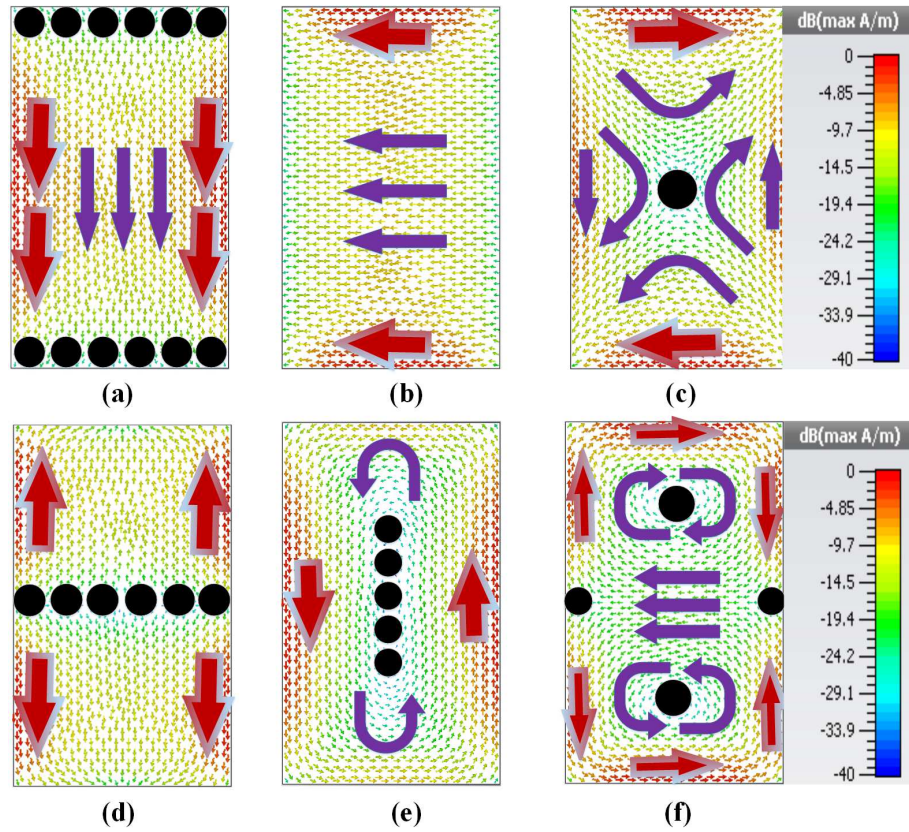 dB(max A/m)
0
-4.85
-9.7
-14.5
-19.4
-24.2
-29.1
-33.9
-40
(a)
(b)
(c)
dB(max A/m)
0
-4.85
-9.7
-14.5
-19.4
-24.2
-29.1
-33.9
-40
(d)
(e)
(f)